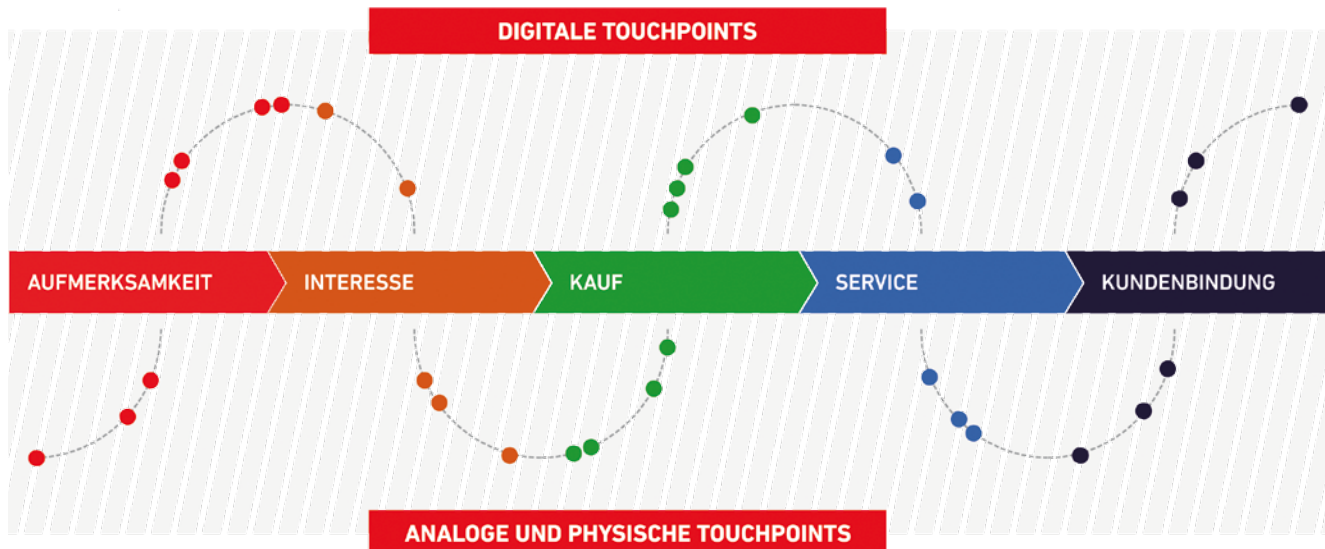 DIGITALE TOUCHPOINTS
AUFMERKSAMKEIT
INTERESSE
KAUF
SERVICE
KUNDENBINDUNG
ANALOGE UND PHYSISCHE TOUCHPOINTS